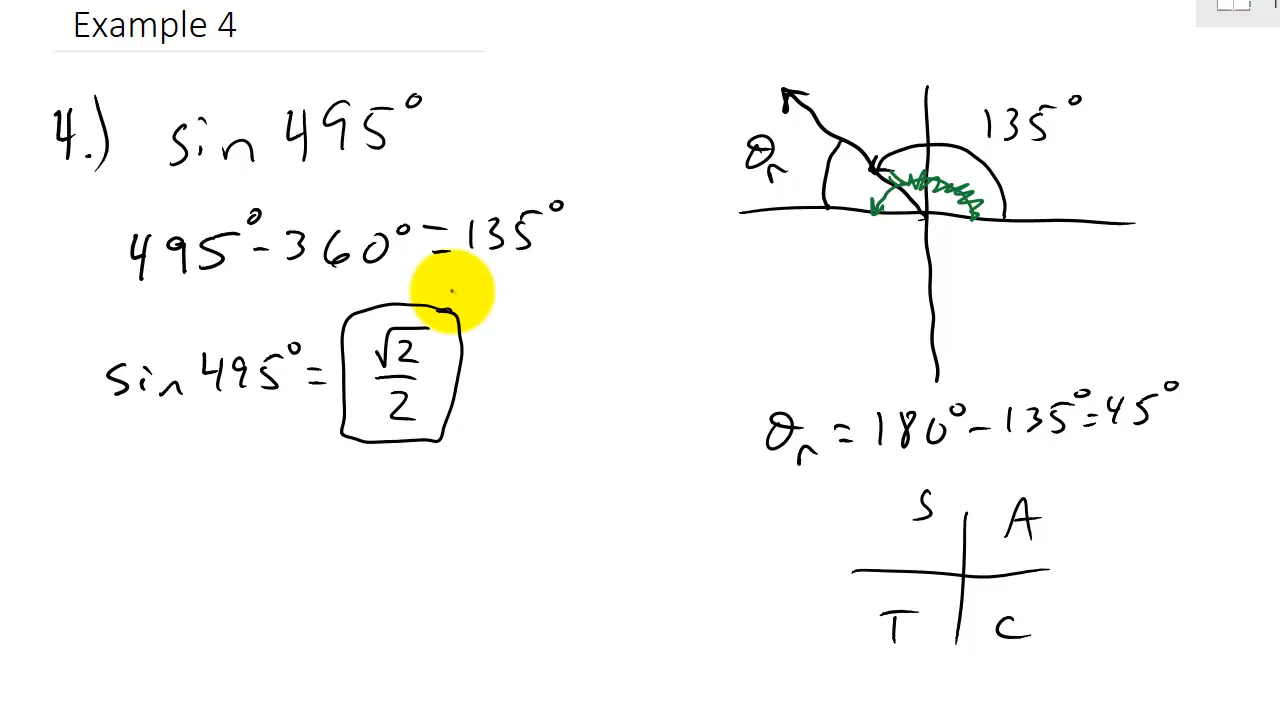 Example 4
4.) sin 495°
495° - 360° = 135°
sin 495° = √2/2
135°
θr
θr = 180° - 135° = 45°
S A
T C